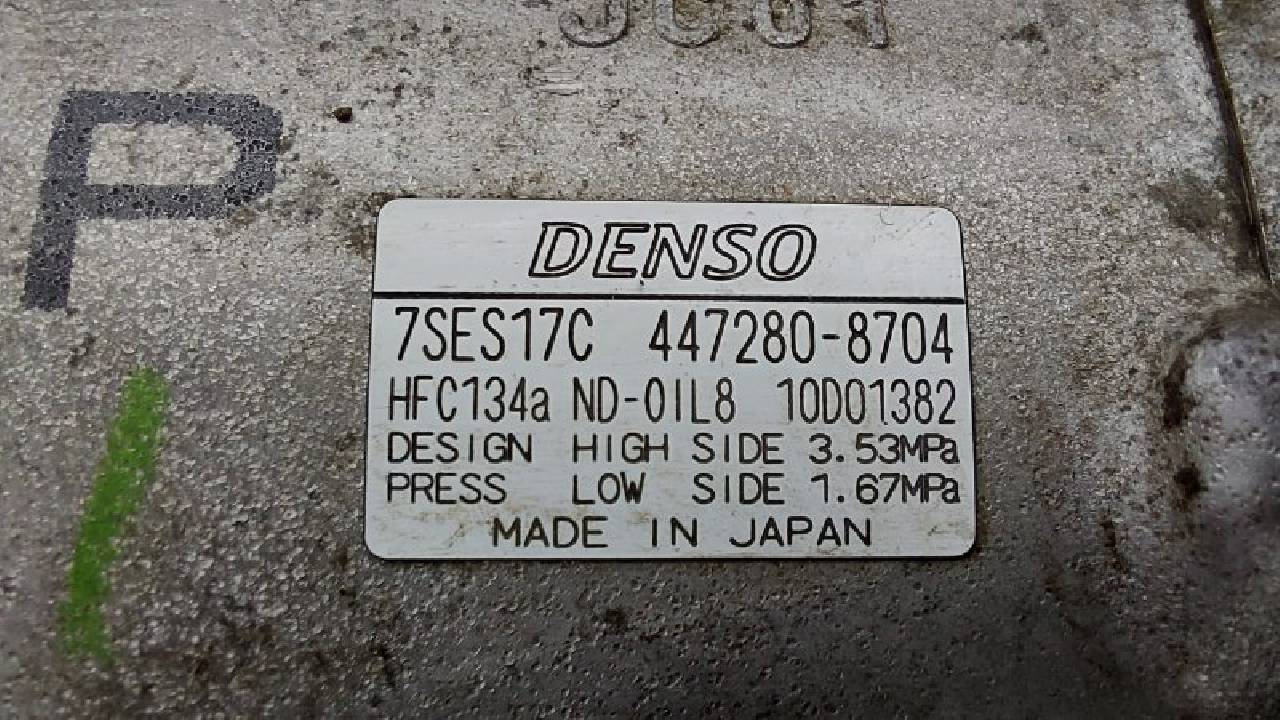 P
DENSO
7SES17C 447280-8704
HFC134a ND-OIL8 10D01382
DESIGN HIGH SIDE 3.53MPa
PRESS LOW SIDE 1.67MPa
MADE IN JAPAN